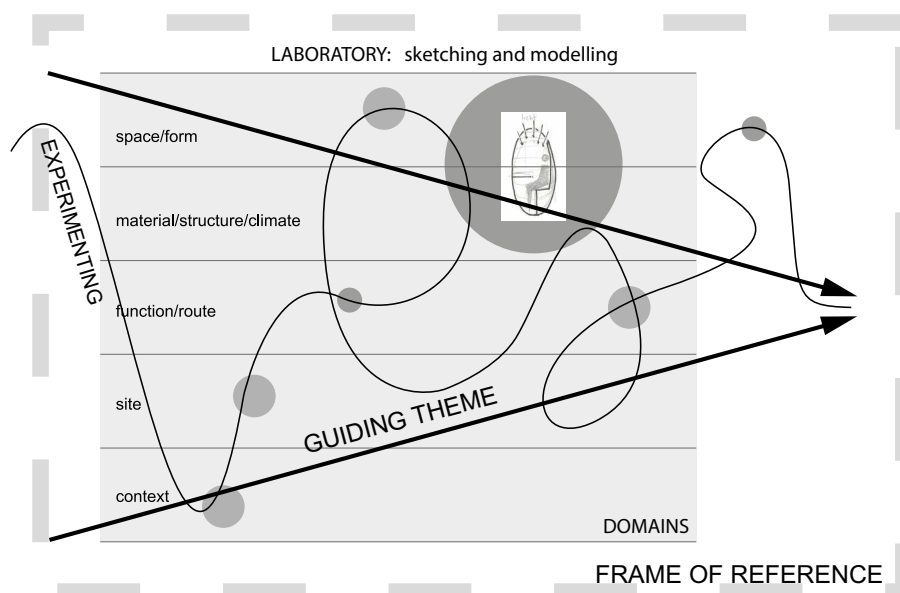 LABORATORY: sketching and modelling
space/form
EXPERIMENTING
material/structure/climate
function/route
site
GUIDING THEME
context
DOMAINS
FRAME OF REFERENCE